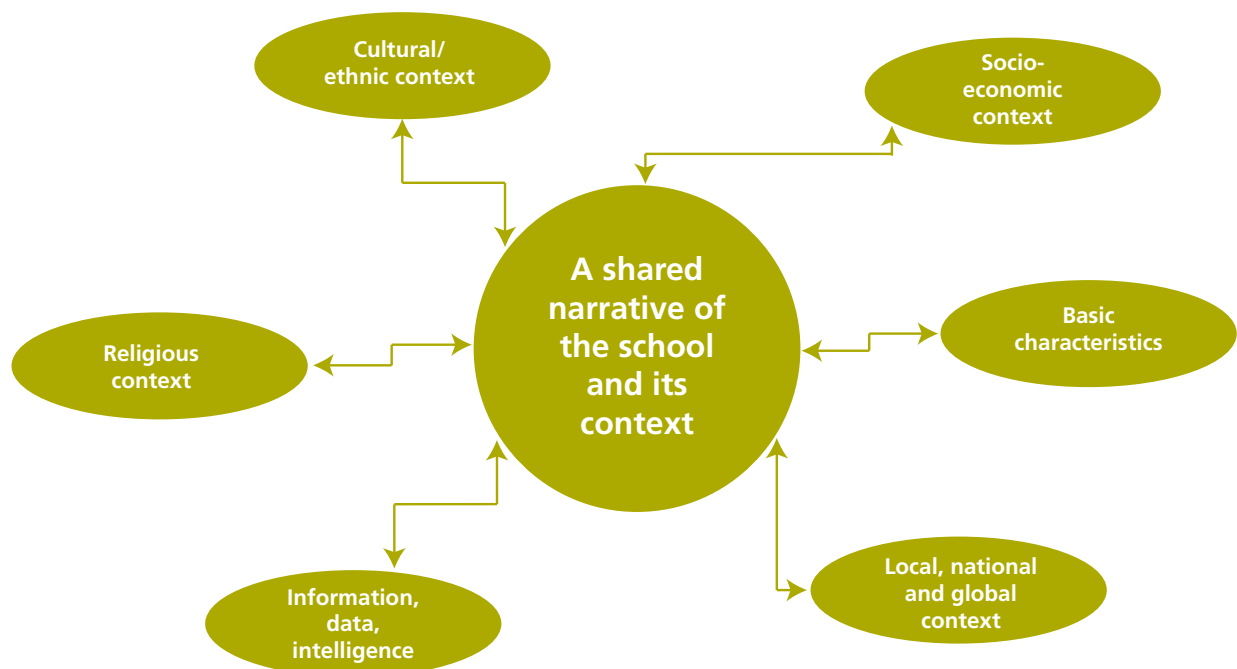 Cultural/
ethnic context
Socio-
economic
context
A shared
narrative of
the school
and its
context
Basic
characteristics
Religious
context
Local, national
and global
context
Information,
data,
intelligence